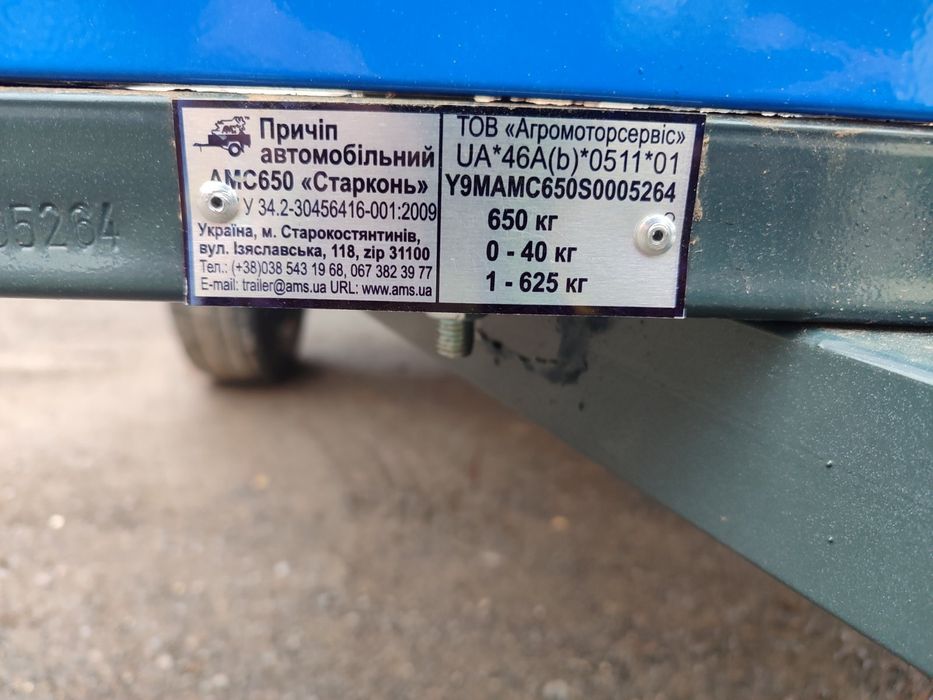 Причіп
автомобільний
АМС650 «Старконь»
У 34.2-30456416-001:2009
Україна, м. Старокостянтинів,
вул. Ізяславська, 118, zip 31100
Тел.: (+38)038 543 19 68, 067 382 39 77
E-mail: trailer@ams.ua URL: www.ams.ua
ТОВ «Агромоторсервіс»
UA*46A(b)*0511*01
Y9MAMC650S0005264
650 кг
0 - 40 кг
1 - 625 кг
5264